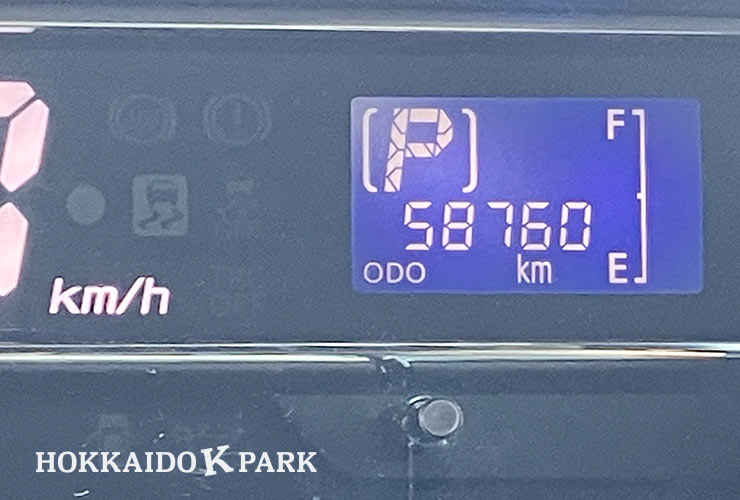 [P] F
58760
ODO km E
km/h
HOKKAIDO K PARK